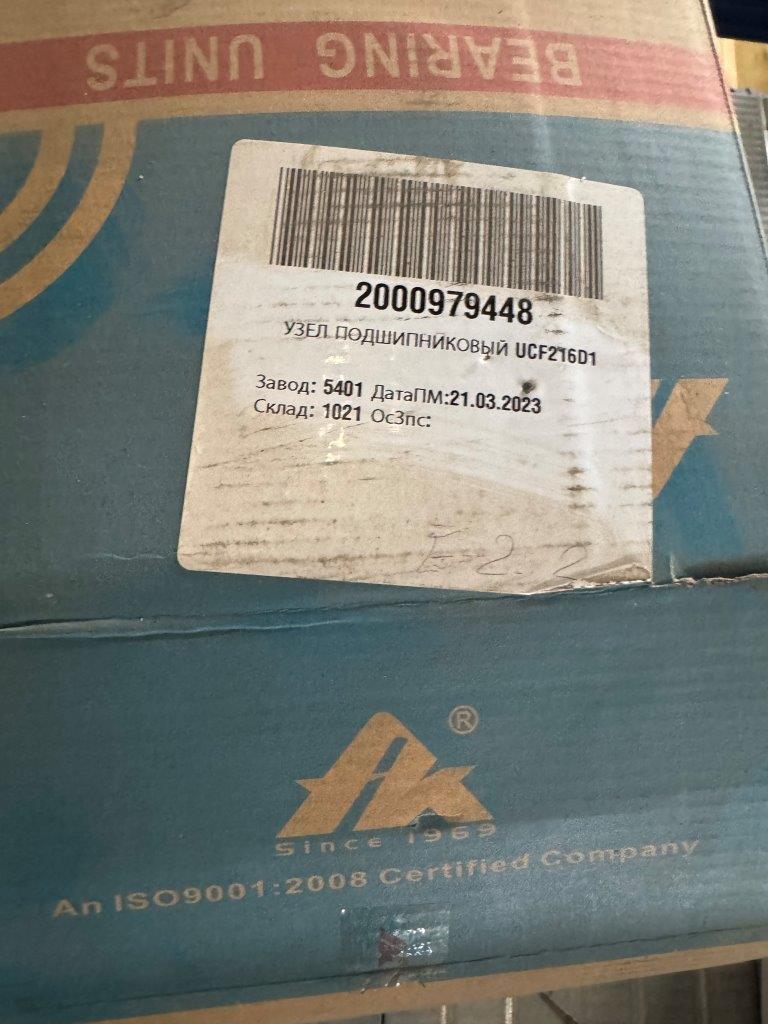 BEARING UNITS
2000979448
УЗЕЛ ПОДШИПНИКОВЫЙ UCF216D1
Завод: 5401 ДатаПМ:21.03.2023
Склад: 1021 ОсЗпс:
®
Since 1969
An ISO9001:2008 Certified Company